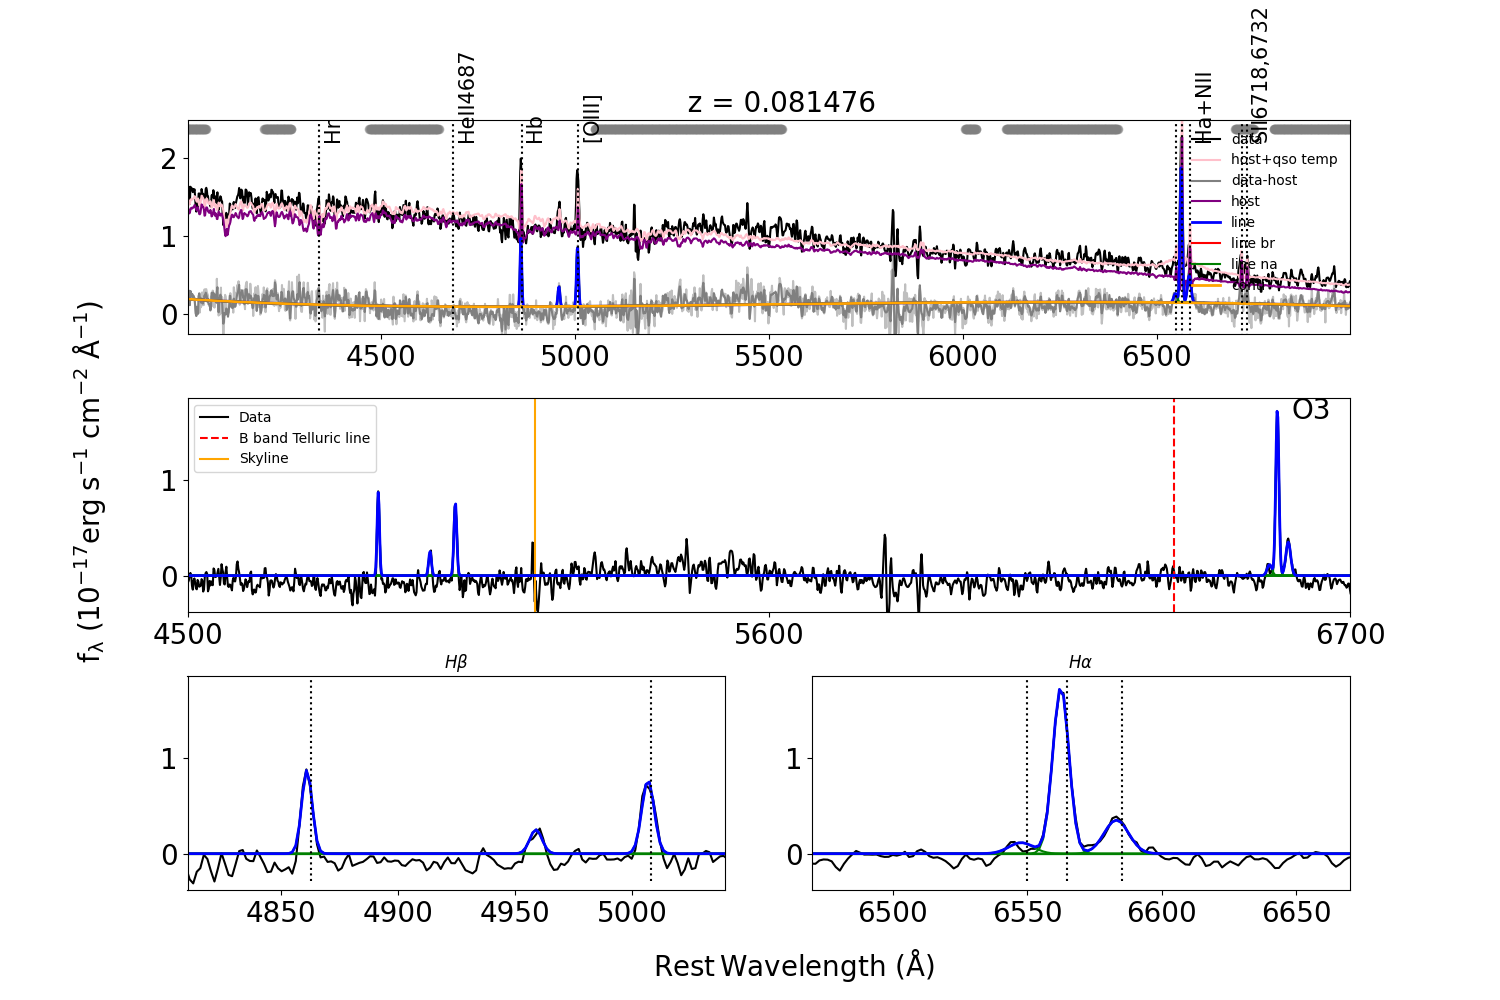 z = 0.081476
Hr
HeII4687
Hb
[OIII]
Ha+NII
SII6718,6732
data
host+qso temp
data-host
host
line
line br
line na
2
1
0
4500
5000
5500
6000
6500
Data
B band Telluric line
Skyline
O3
1
0
4500
5600
6700
Hβ
Hα
1
0
4850
4900
4950
5000
1
0
6500
6550
6600
6650
fλ (10⁻¹⁷erg s⁻¹ cm⁻² Å⁻¹)
Rest Wavelength (Å)